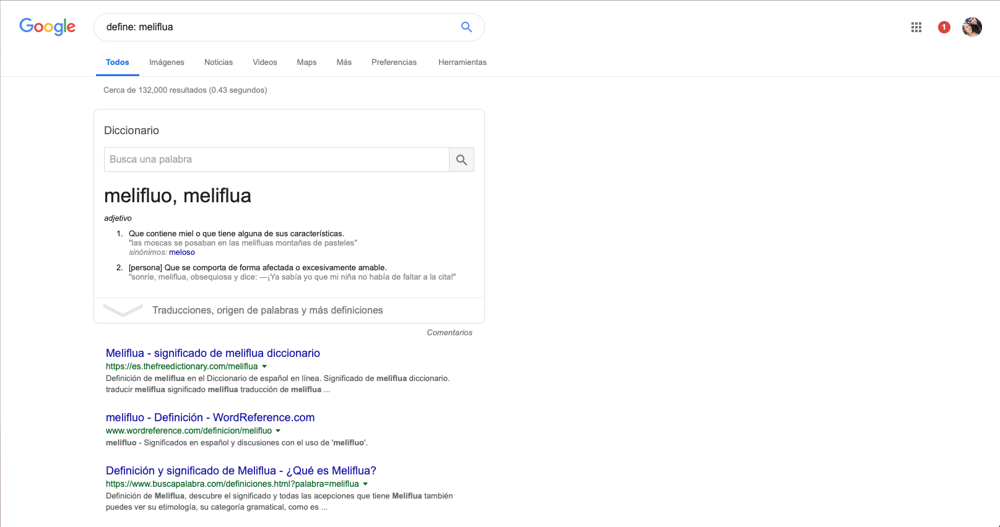 Google
define: meliflua
1
Todos Imágenes Noticias Videos Maps Más Preferencias Herramientas
Cerca de 132,000 resultados (0.43 segundos)
Diccionario
Busca una palabra
melifluo, meliflua
adjetivo
1. Que contiene miel o que tiene alguna de sus características.
"las moscas se posaban en las melifluas montañas de pasteles"
sinónimos: meloso
2. [persona] Que se comporta de forma afectada o excesivamente amable.
"sonríe, meliflua, obsequiosa y dice: —¡Ya sabía yo que mi niña no había de faltar a la cita!"
Traducciones, origen de palabras y más definiciones
Comentarios
Meliflua - significado de meliflua diccionario
https://es.thefreedictionary.com/meliflua
Definición de meliflua en el Diccionario de español en línea. Significado de meliflua diccionario.
traducir meliflua significado meliflua traducción de meliflua ...
melifluo - Definición - WordReference.com
www.wordreference.com/definicion/melifluo
melifluo - Significados en español y discusiones con el uso de 'melifluo'.
Definición y significado de Meliflua - ¿Qué es Meliflua?
https://www.buscapalabra.com/definiciones.html?palabra=meliflua
Definición de Meliflua, descubre el significado y todas las acepciones que tiene Meliflua también
puedes ver su etimología, su categoría gramatical, como es ...